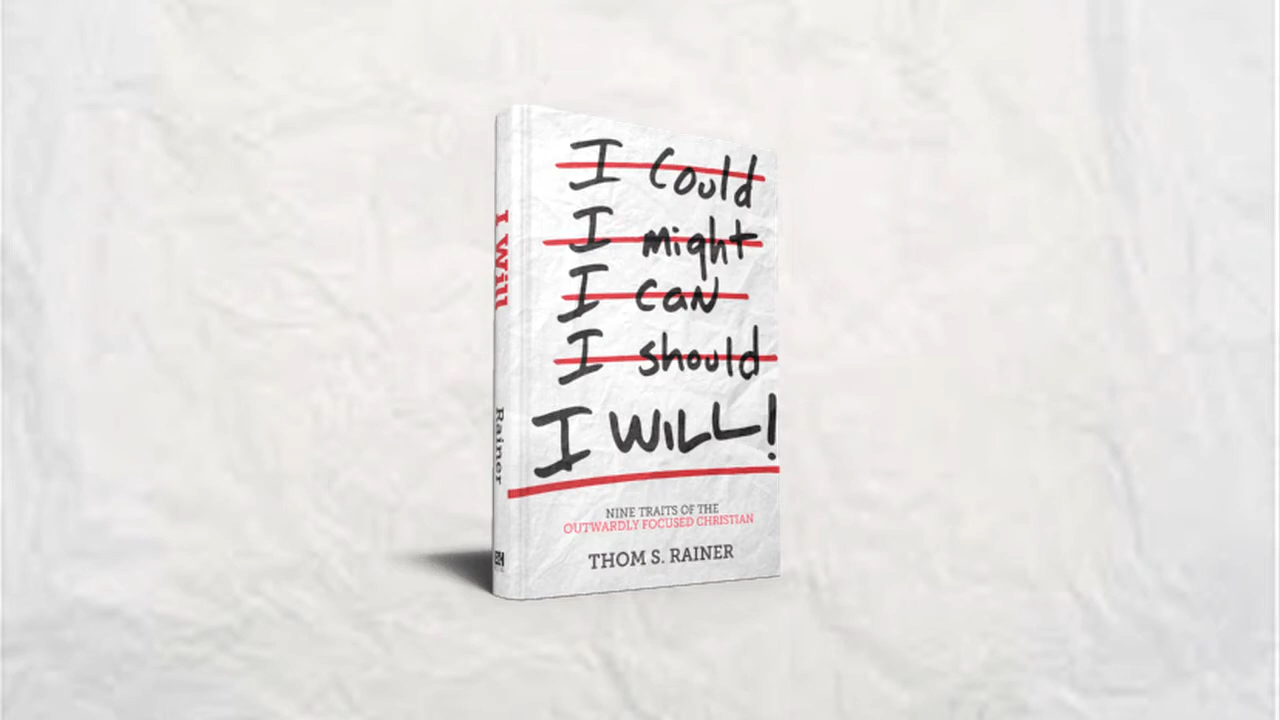 I Could
I might
I can
I should
I WILL!
NINE TRAITS OF THE
OUTWARDLY FOCUSED CHRISTIAN
THOM S. RAINER
I Will
Rainer
B&H